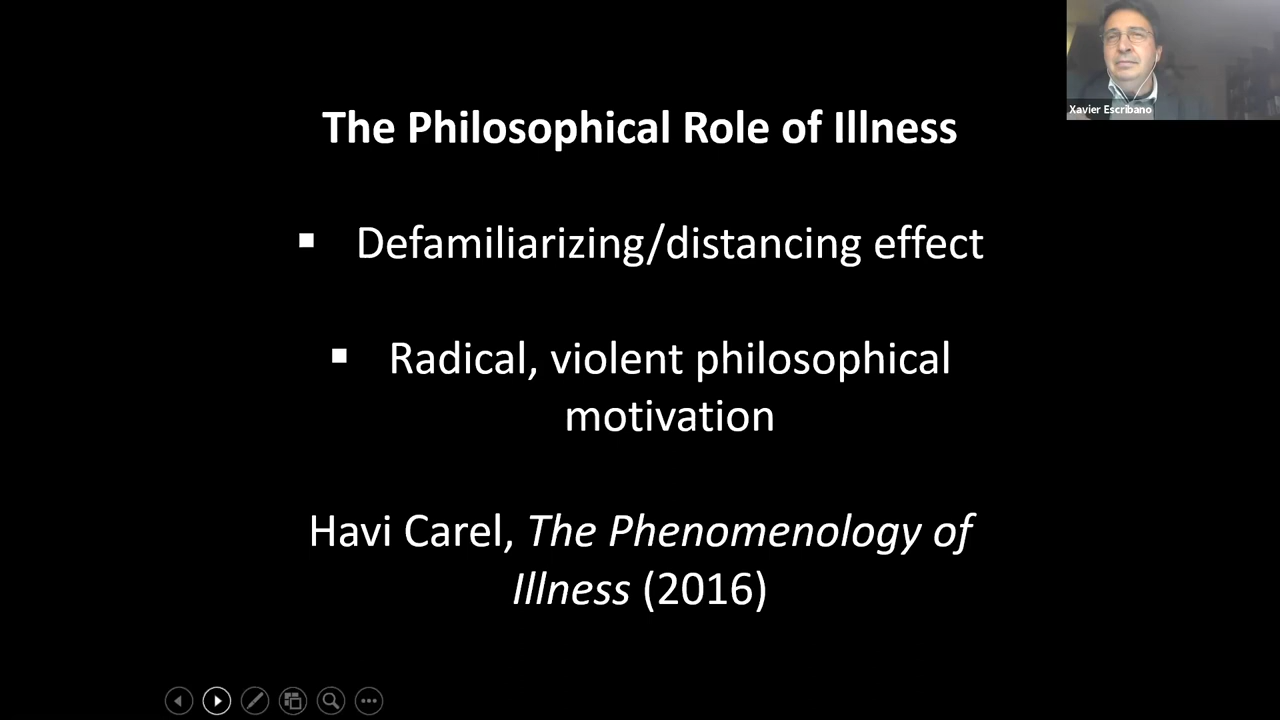 The Philosophical Role of Illness
▪ Defamiliarizing/distancing effect
▪ Radical, violent philosophical
motivation
Havi Carel, The Phenomenology of
Illness (2016)
Xavier Escribano